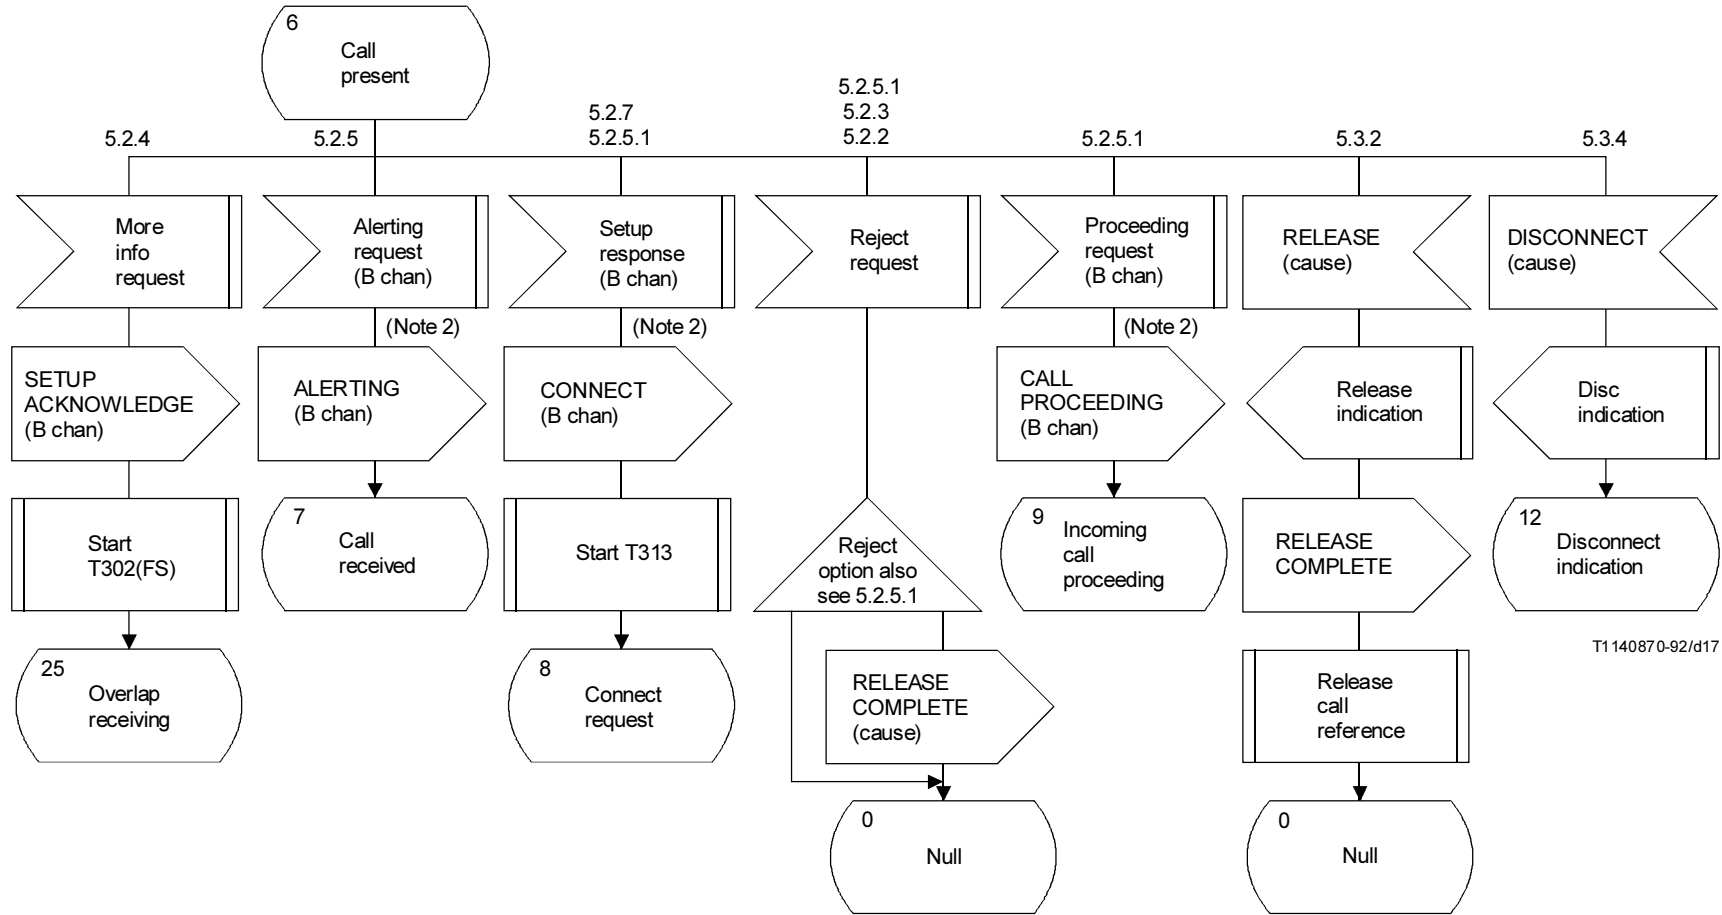 6
Call
present
5.2.4
5.2.5
5.2.7
5.2.5.1
5.2.5.1
5.2.3
5.2.2
5.2.5.1
5.3.2
5.3.4
More
info
request
Alerting
request
(B chan)
Setup
response
(B chan)
Reject
request
Proceeding
request
(B chan)
RELEASE
(cause)
DISCONNECT
(cause)
(Note 2)
(Note 2)
(Note 2)
SETUP
ACKNOWLEDGE
(B chan)
ALERTING
(B chan)
CONNECT
(B chan)
CALL
PROCEEDING
(B chan)
Release
indication
Disc
indication
Start
T302(FS)
7
Call
received
Start T313
Reject
option also
see 5.2.5.1
9
Incoming
call
proceeding
RELEASE
COMPLETE
12
Disconnect
indication
T1140870-92/d17
25
Overlap
receiving
8
Connect
request
RELEASE
COMPLETE
(cause)
Release
call
reference
0
Null
0
Null